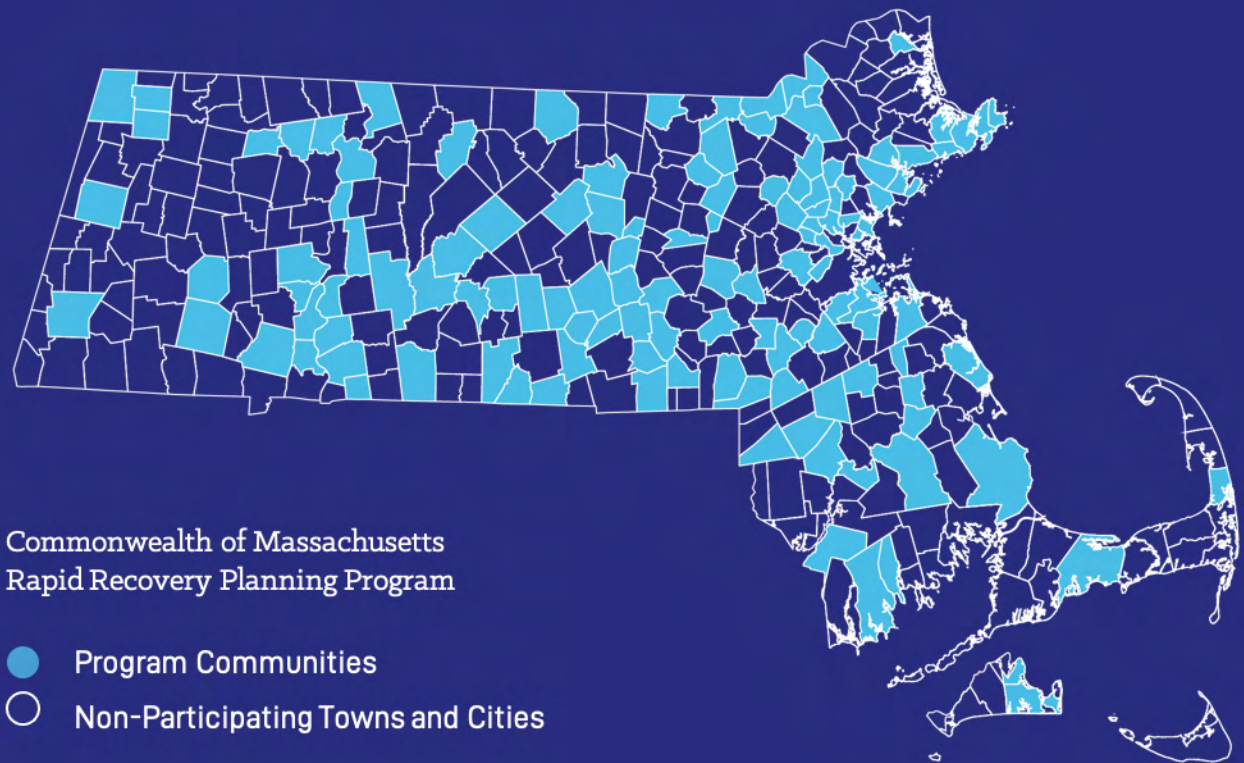 Commonwealth of Massachusetts
Rapid Recovery Planning Program
Program Communities
Non-Participating Towns and Cities